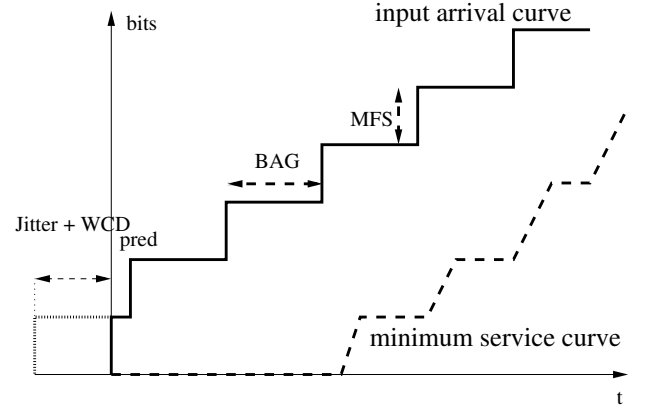 input arrival curve
bits
MFS
BAG
Jitter + WCD
pred
minimum service curve
t